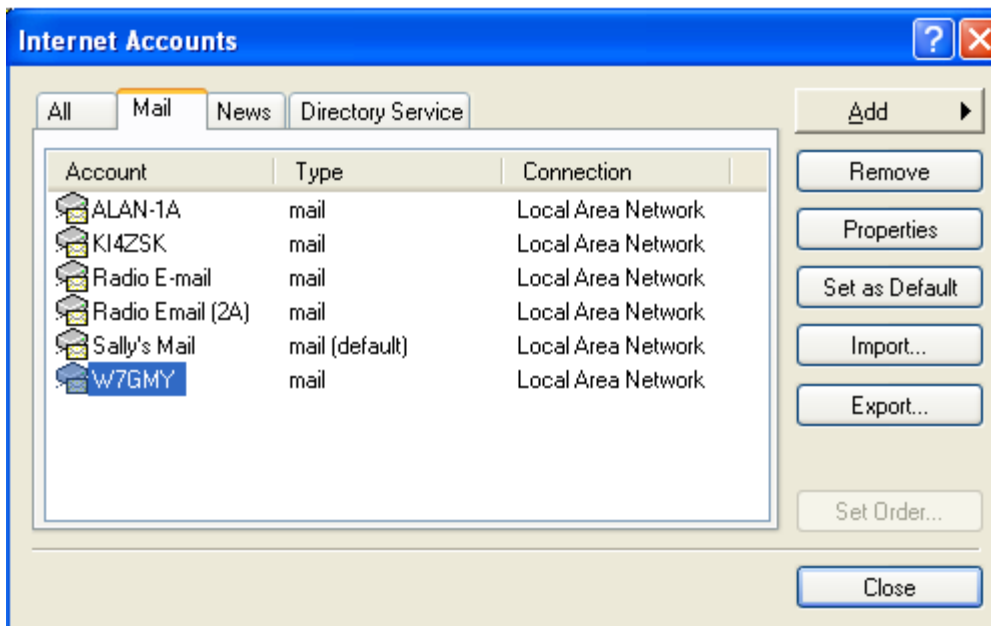 Internet Accounts
All Mail News Directory Service
Add
Account Type Connection
Remove
ALAN-1A mail Local Area Network
KI4ZSK mail Local Area Network
Properties
Radio E-mail mail Local Area Network
Set as Default
Radio Email (2A) mail Local Area Network
Sally's Mail mail (default) Local Area Network
Import...
W7GMY mail Local Area Network
Export...
Set Order...
Close